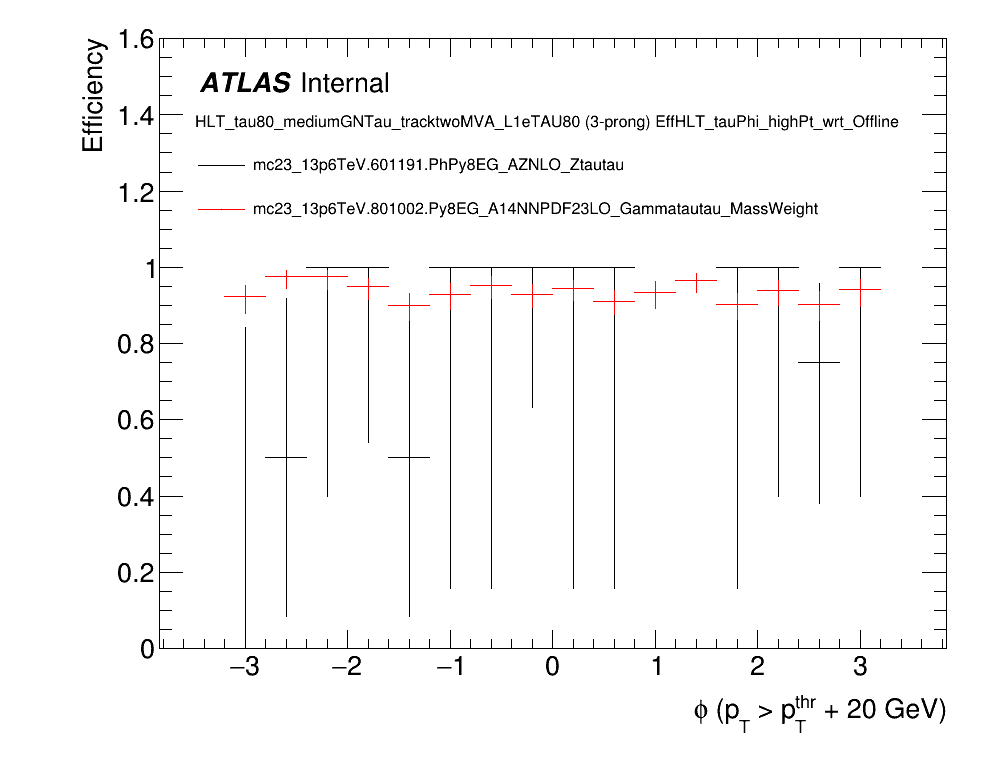 1.6
ATLAS Internal
1.4
HLT_tau80_mediumGNTau_tracktwoMVA_L1eTAU80 (3-prong) EffHLT_tauPhi_highPt_wrt_Offline
mc23_13p6TeV.601191.PhPy8EG_AZNLO_Ztautau
1.2
mc23_13p6TeV.801002.Py8EG_A14NNPDF23LO_Gammatautau_MassWeight
1
0.8
0.6
0.4
0.2
0
Efficiency
−3 −2 −1 0 1 2 3
ϕ (p_T > p_T^thr + 20 GeV)